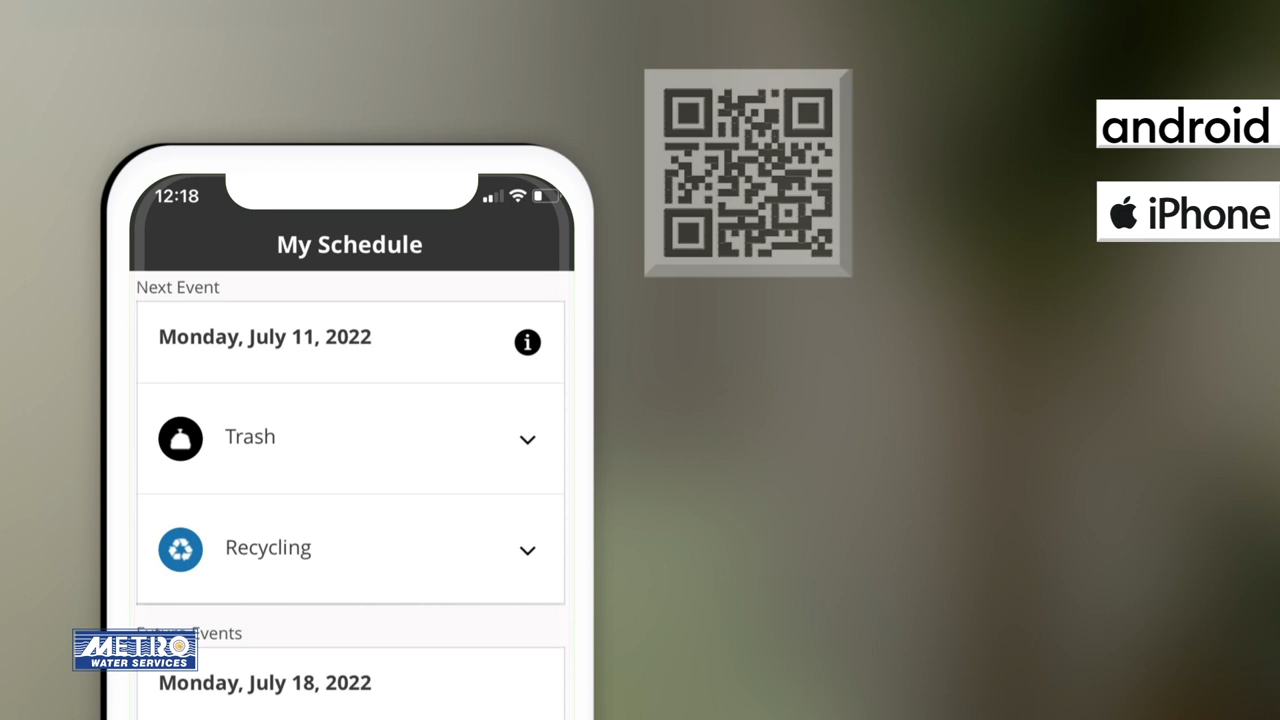 12:18
My Schedule
Next Event
Monday, July 11, 2022
Trash
Recycling
Events
Monday, July 18, 2022
METRO
WATER SERVICES
android
iPhone